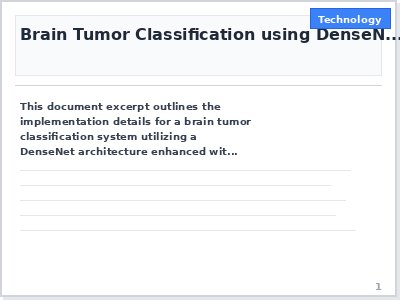 Technology
Brain Tumor Classification using DenseN...
This document excerpt outlines the
implementation details for a brain tumor
classification system utilizing a
DenseNet architecture enhanced wit...
1